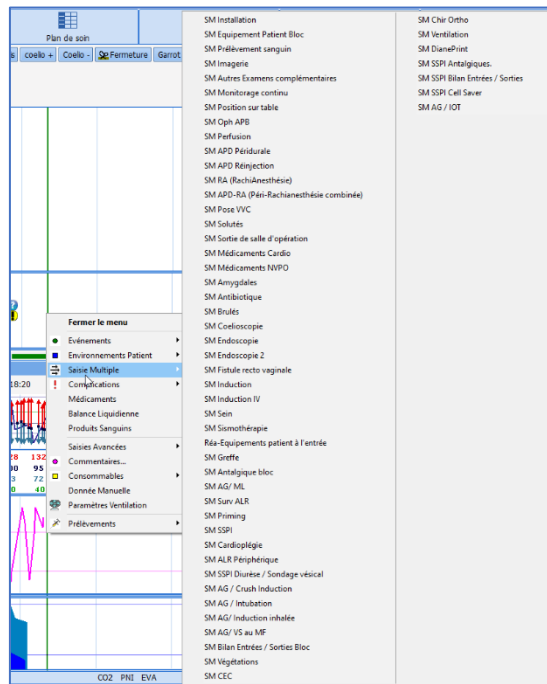 Plan de soin
coelio +
Coelio -
Fermeture
Garrot
18:20
28 132
00 95
3 72
0 40
CO2 PNI EVA
Fermer le menu
Evénements
Environnements Patient
Saisie Multiple
Complications
Médicaments
Balance Liquidienne
Produits Sanguins
Saisies Avancées
Commentaires...
Consommables
Donnée Manuelle
Paramètres Ventilation
Prélèvements
SM Installation
SM Equipement Patient Bloc
SM Prélèvement sanguin
SM Imagerie
SM Autres Examens complémentaires
SM Monitorage continu
SM Position sur table
SM Oph APB
SM Perfusion
SM APD Péridurale
SM APD Réinjection
SM RA (RachiAnesthésie)
SM APD-RA (Péri-Rachianesthésie combinée)
SM Pose VVC
SM Solutés
SM Sortie de salle d'opération
SM Médicaments Cardio
SM Médicaments NVPO
SM Amygdales
SM Antibiotique
SM Brulés
SM Coelioscopie
SM Endoscopie
SM Endoscopie 2
SM Fistule recto vaginale
SM Induction
SM Induction IV
SM Sein
SM Sismothérapie
Réa-Equipements patient à l'entrée
SM Greffe
SM Antalgique bloc
SM AG/ ML
SM Surv ALR
SM Priming
SM SSPI
SM Cardioplégie
SM ALR Périphérique
SM SSPI Diurèse / Sondage vésical
SM AG / Crush Induction
SM AG / Intubation
SM AG/ Induction inhalée
SM AG/ VS au MF
SM Bilan Entrées / Sorties Bloc
SM Végétations
SM CEC
SM Chir Ortho
SM Ventilation
SM DianePrint
SM SSPI Antalgiques.
SM SSPI Bilan Entrées / Sorties
SM SSPI Cell Saver
SM AG / IOT